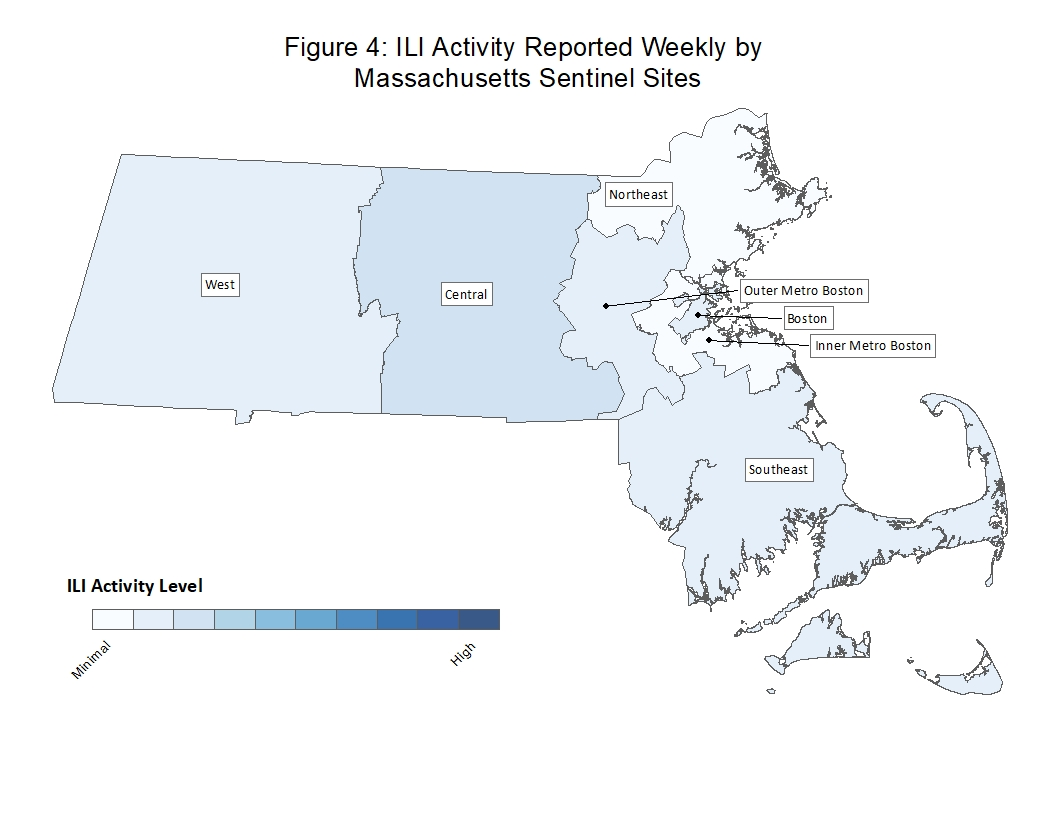 Figure 4: ILI Activity Reported Weekly by
Massachusetts Sentinel Sites
Northeast
West
Central
Outer Metro Boston
Boston
Inner Metro Boston
Southeast
ILI Activity Level
Minimal
High